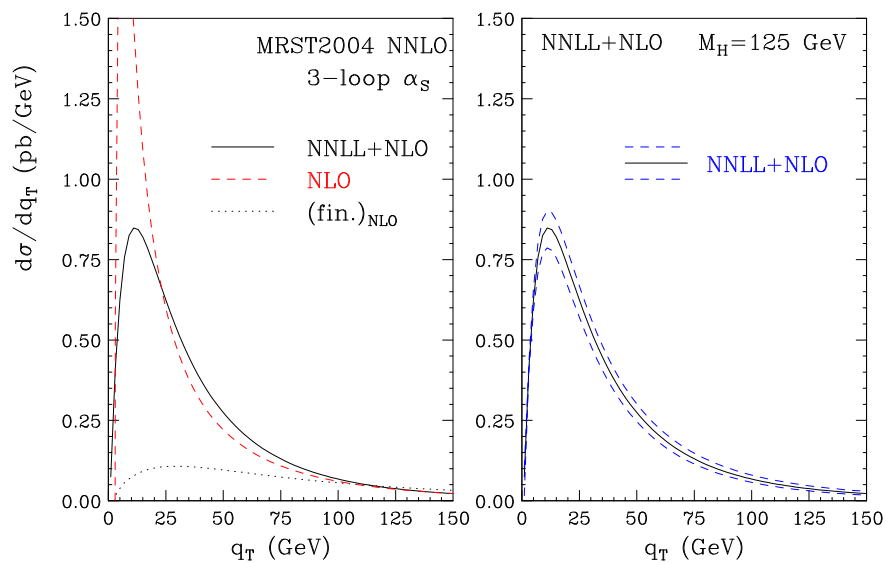 MRST2004 NNLO
3-loop α_S
NNLL+NLO
NLO
(fin.)_NLO
dσ/dq_T (pb/GeV)
1.50
1.25
1.00
0.75
0.50
0.25
0.00
0 25 50 75 100 125 150
q_T (GeV)
NNLL+NLO M_H=125 GeV
NNLL+NLO
1.50
1.25
1.00
0.75
0.50
0.25
0.00
0 25 50 75 100 125 150
q_T (GeV)